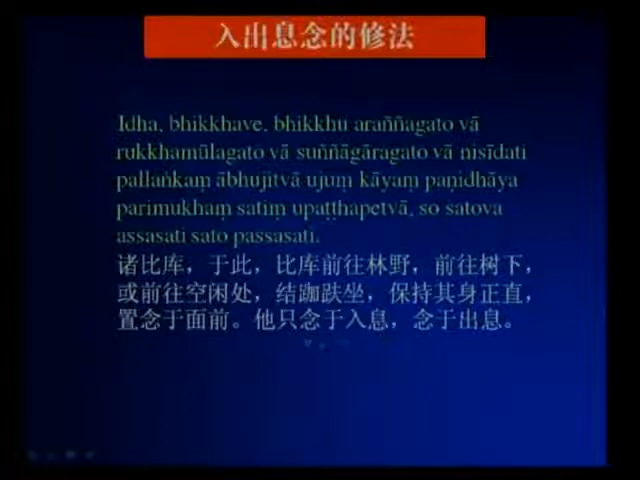 入出息念的修法
Idha, bhikkhave, bhikkhu araññagato vā
rukkhamūlagato vā suññāgāragato vā nisīdati
pallaṅkaṃ ābhujitvā ujuṃ kāyaṃ paṇidhāya
parimukhaṃ satiṃ upaṭṭhapetvā, so satova
assasati sato passasati.
诸比库，于此，比库前往林野，前往树下，
或前往空闲处，结跏趺坐，保持其身正直，
置念于面前。他只念于入息，念于出息。